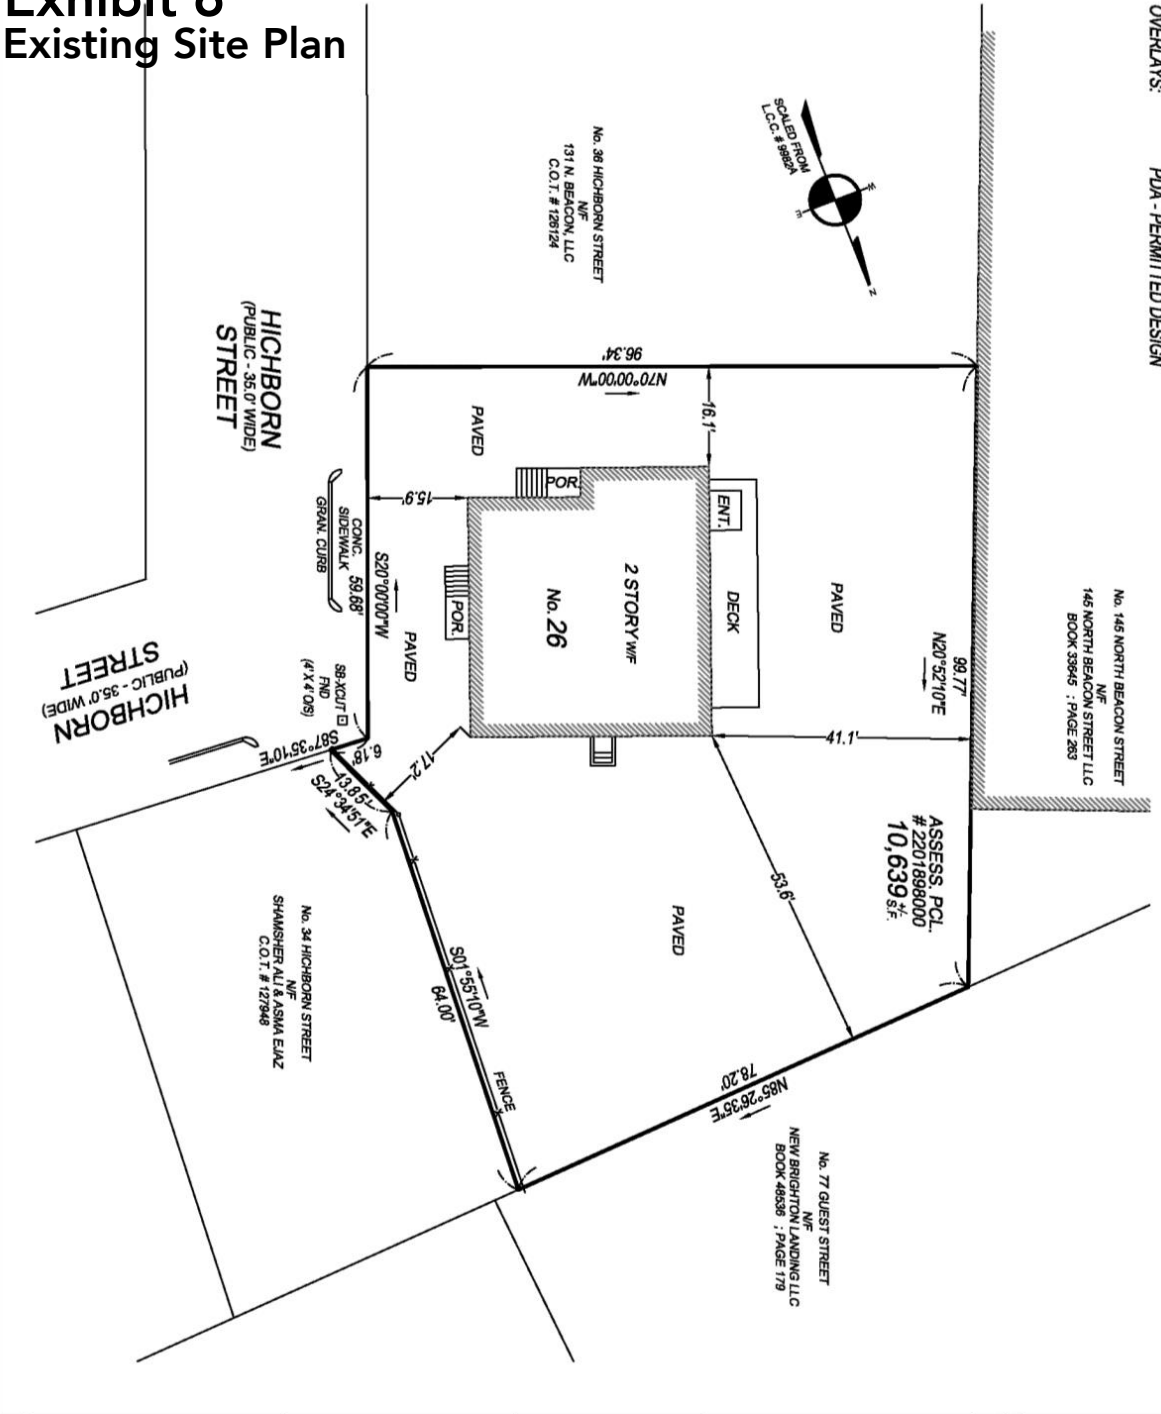 Exhibit 6
Existing Site Plan
OVERLAYS:
PDA - PERMITTED DESIGN
SCALED FROM
L.C.C. # 9982A
N
E
No. 36 HICHBORN STREET
N/F
131 N. BEACON, LLC
C.O.T. # 126124
HICHBORN
(PUBLIC - 35.0' WIDE)
STREET
96.34'
N70°00'00"W
PAVED
16.1'
POR.
ENT.
15.9'
CONC.
SIDEWALK
GRAN. CURB
59.68'
S20°00'00"W
2 STORY W/F
No. 26
DECK
PAVED
POR.
PAVED
99.77'
N20°52'10"E
No. 145 NORTH BEACON STREET
N/F
145 NORTH BEACON STREET LLC
BOOK 33645 ; PAGE 263
HICHBORN
(PUBLIC - 35.0' WIDE)
STREET
SB-XCUT
FND
(4' X 4' O/S)
S87°35'10"E
6.18'
13.85'
S24°34'51"E
17.2'
41.1'
ASSESS. PCL.
# 2201898000
10,639 +/-
S.F.
53.6'
PAVED
S01°55'10"W
64.00'
FENCE
No. 34 HICHBORN STREET
N/F
SHAMSHER ALI & ASMA EJAZ
C.O.T. # 127948
78.20'
N85°26'35"E
No. 77 GUEST STREET
N/F
NEW BRIGHTON LANDING LLC
BOOK 48536 ; PAGE 179